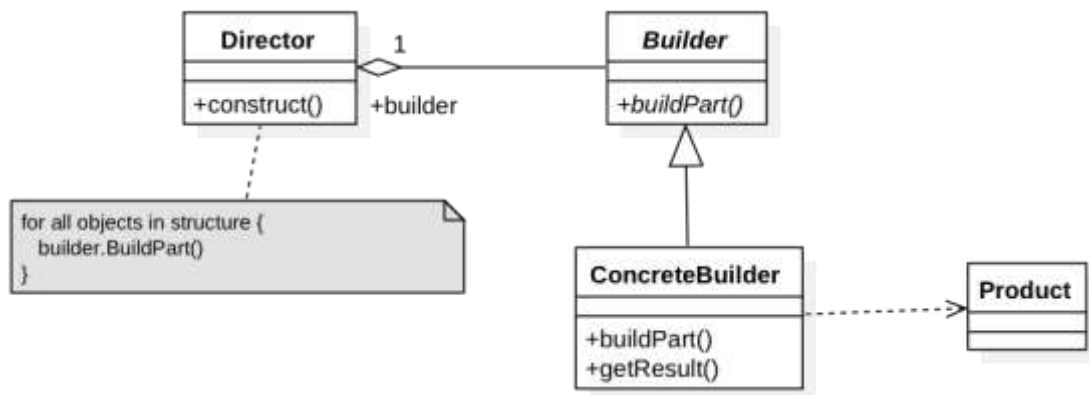 Director
+construct()
1
+builder
Builder
+buildPart()
for all objects in structure {
builder.BuildPart()
}
ConcreteBuilder
+buildPart()
+getResult()
Product